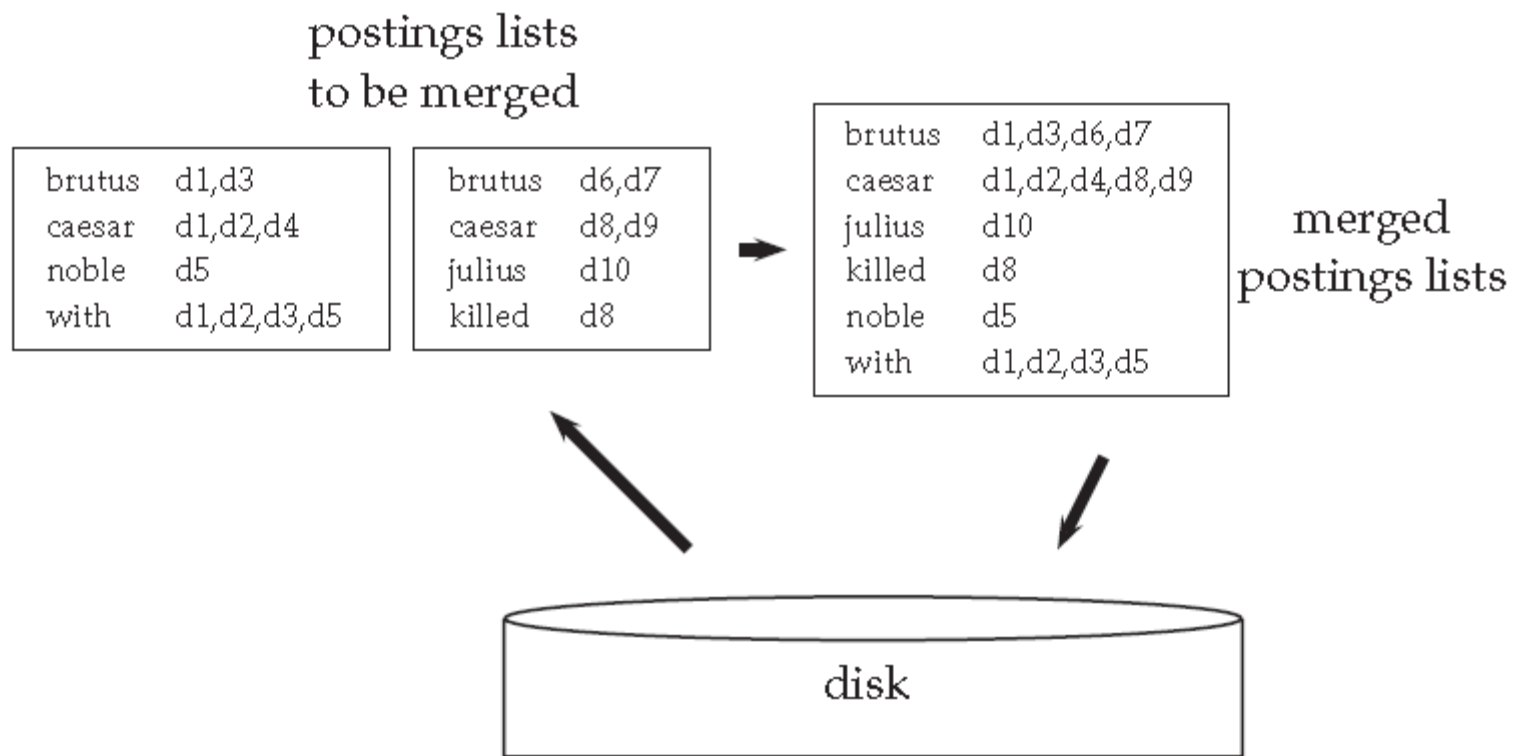 postings lists
to be merged
brutus d1,d3
caesar d1,d2,d4
noble d5
with d1,d2,d3,d5
brutus d6,d7
caesar d8,d9
julius d10
killed d8
brutus d1,d3,d6,d7
caesar d1,d2,d4,d8,d9
julius d10
killed d8
noble d5
with d1,d2,d3,d5
merged
postings lists
disk